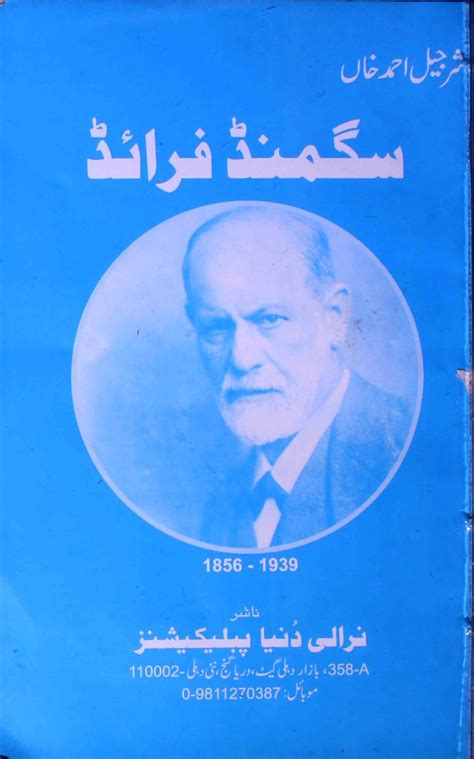 شرجیل احمد خاں
سگمنڈ فرائڈ
1856 - 1939
ناشر
نرالی دُنیا پبلیکیشنز
358-A، بازار دہلی گیٹ، دریا گنج، نئی دہلی-110002
موبائل: 0-9811270387